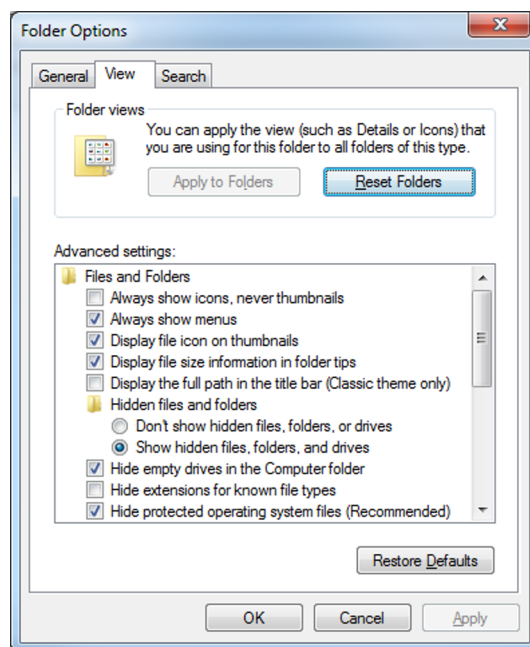 Folder Options
General View Search
Folder views
You can apply the view (such as Details or Icons) that
you are using for this folder to all folders of this type.
Apply to Folders Reset Folders
Advanced settings:
Files and Folders
Always show icons, never thumbnails
Always show menus
Display file icon on thumbnails
Display file size information in folder tips
Display the full path in the title bar (Classic theme only)
Hidden files and folders
Don't show hidden files, folders, or drives
Show hidden files, folders, and drives
Hide empty drives in the Computer folder
Hide extensions for known file types
Hide protected operating system files (Recommended)
Restore Defaults
OK Cancel Apply